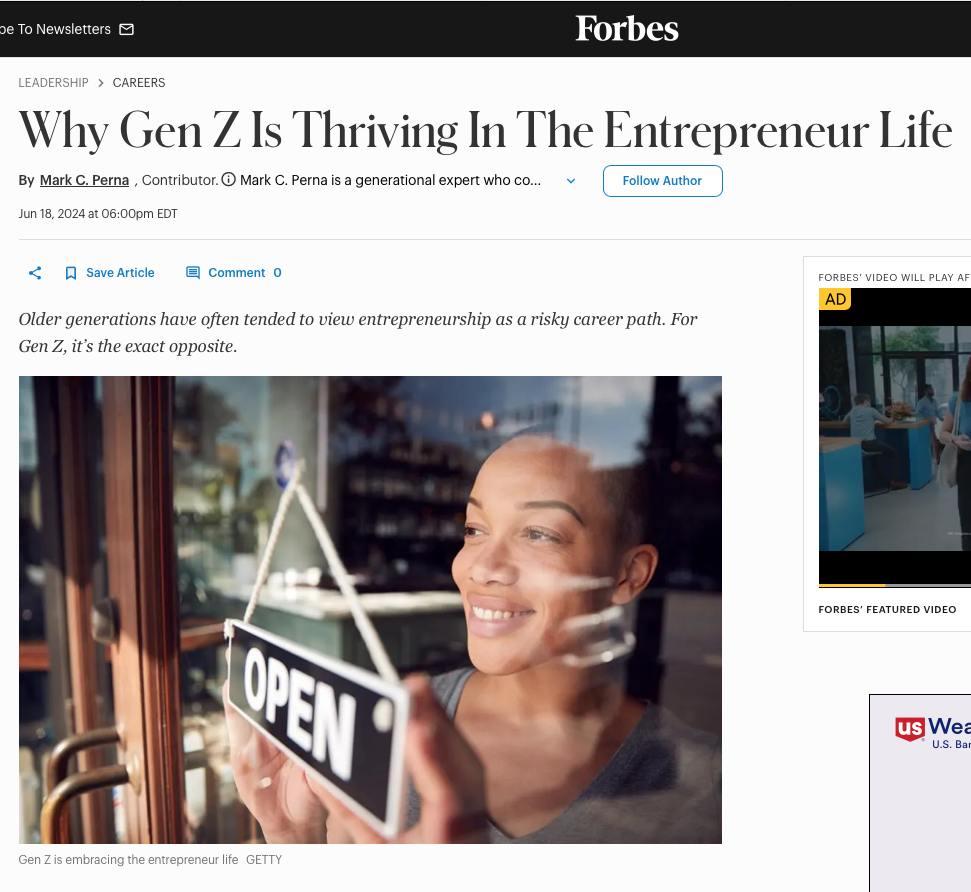 be To Newsletters
Forbes
LEADERSHIP > CAREERS
Why Gen Z Is Thriving In The Entrepreneur Life
By Mark C. Perna , Contributor. Mark C. Perna is a generational expert who co...
Follow Author
Jun 18, 2024 at 06:00pm EDT
Save Article
Comment 0
FORBES' VIDEO WILL PLAY AF
AD
Older generations have often tended to view entrepreneurship as a risky career path. For
Gen Z, it's the exact opposite.
OPEN
FORBES' FEATURED VIDEO
us Wea
U.S. Ban
Gen Z is embracing the entrepreneur life GETTY